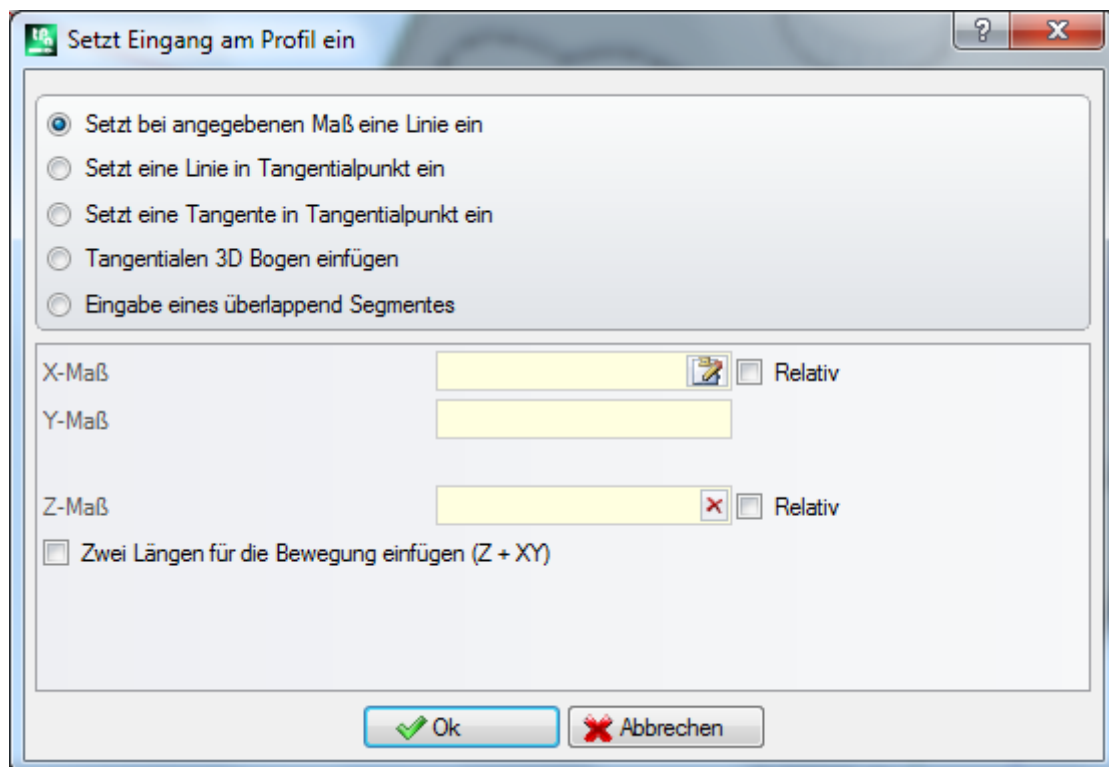 Setzt Eingang am Profil ein
Setzt bei angegebenen Maß eine Linie ein
Setzt eine Linie in Tangentialpunkt ein
Setzt eine Tangente in Tangentialpunkt ein
Tangentialen 3D Bogen einfügen
Eingabe eines überlappend Segmentes
X-Maß Relativ
Y-Maß
Z-Maß Relativ
Zwei Längen für die Bewegung einfügen (Z + XY)
Ok Abbrechen